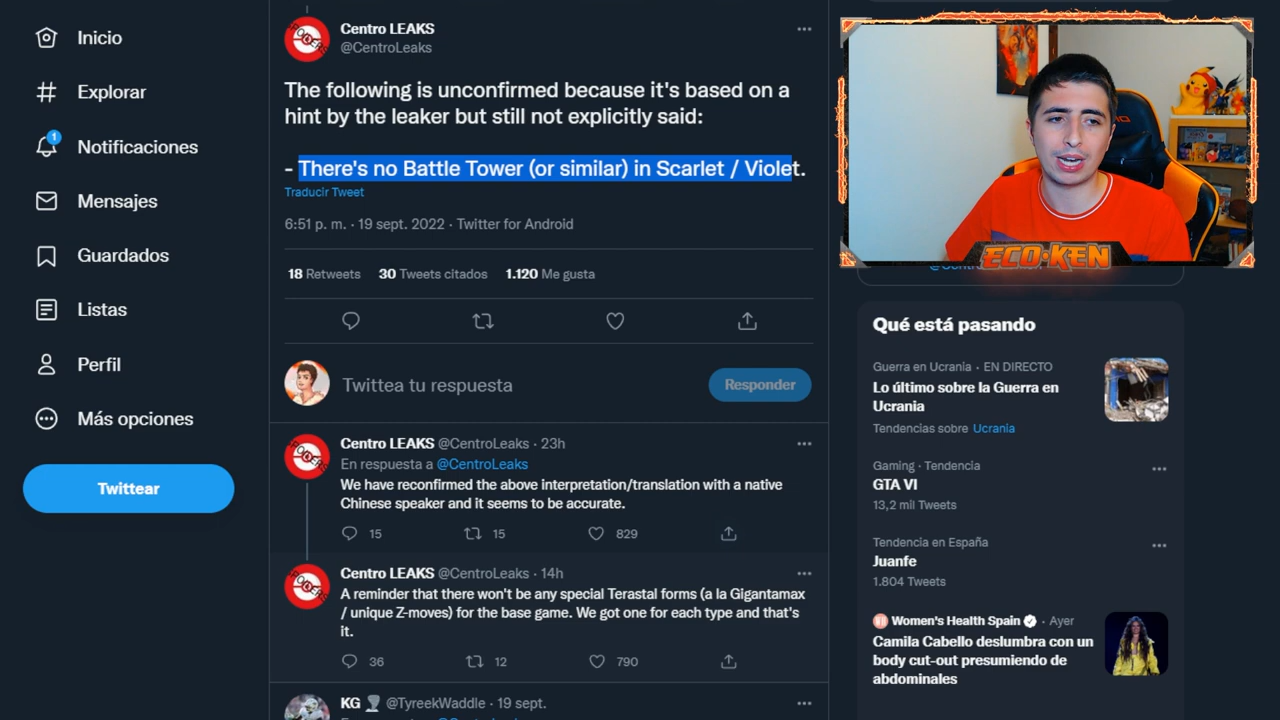 Inicio
Explorar
1
Notificaciones
Mensajes
Guardados
Listas
Perfil
Más opciones
Twittear
Centro LEAKS
@CentroLeaks
The following is unconfirmed because it's based on a
hint by the leaker but still not explicitly said:
- There's no Battle Tower (or similar) in Scarlet / Violet.
Traducir Tweet
6:51 p. m. · 19 sept. 2022 · Twitter for Android
18 Retweets 30 Tweets citados 1.120 Me gusta
Twittea tu respuesta
Responder
Centro LEAKS @CentroLeaks · 23h
En respuesta a @CentroLeaks
We have reconfirmed the above interpretation/translation with a native
Chinese speaker and it seems to be accurate.
15 15 829
Centro LEAKS @CentroLeaks · 14h
A reminder that there won't be any special Terastal forms (a la Gigantamax
/ unique Z-moves) for the base game. We got one for each type and that's
it.
36 12 790
KG @TyreekWaddle · 19 sept.
ECO·KEN
Qué está pasando
Guerra en Ucrania · EN DIRECTO
Lo último sobre la Guerra en
Ucrania
Tendencias sobre Ucrania
Gaming · Tendencia
GTA VI
13,2 mil Tweets
Tendencia en España
Juanfe
1.804 Tweets
Women's Health Spain · Ayer
Camila Cabello deslumbra con un
body cut-out presumiendo de
abdominales